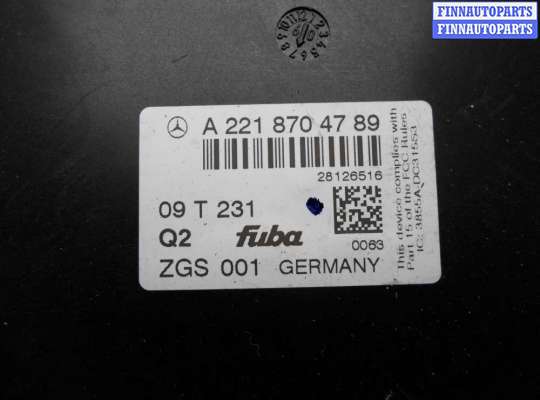 FINNAUTOPARTS
FINNAUTOPARTS
A 221 870 47 89
28126516
09 T 231
Q2
fuba
0063
ZGS 001 GERMANY
This device complies with
Part 15 of the FCC Rules
IC: 3855A-DC31553